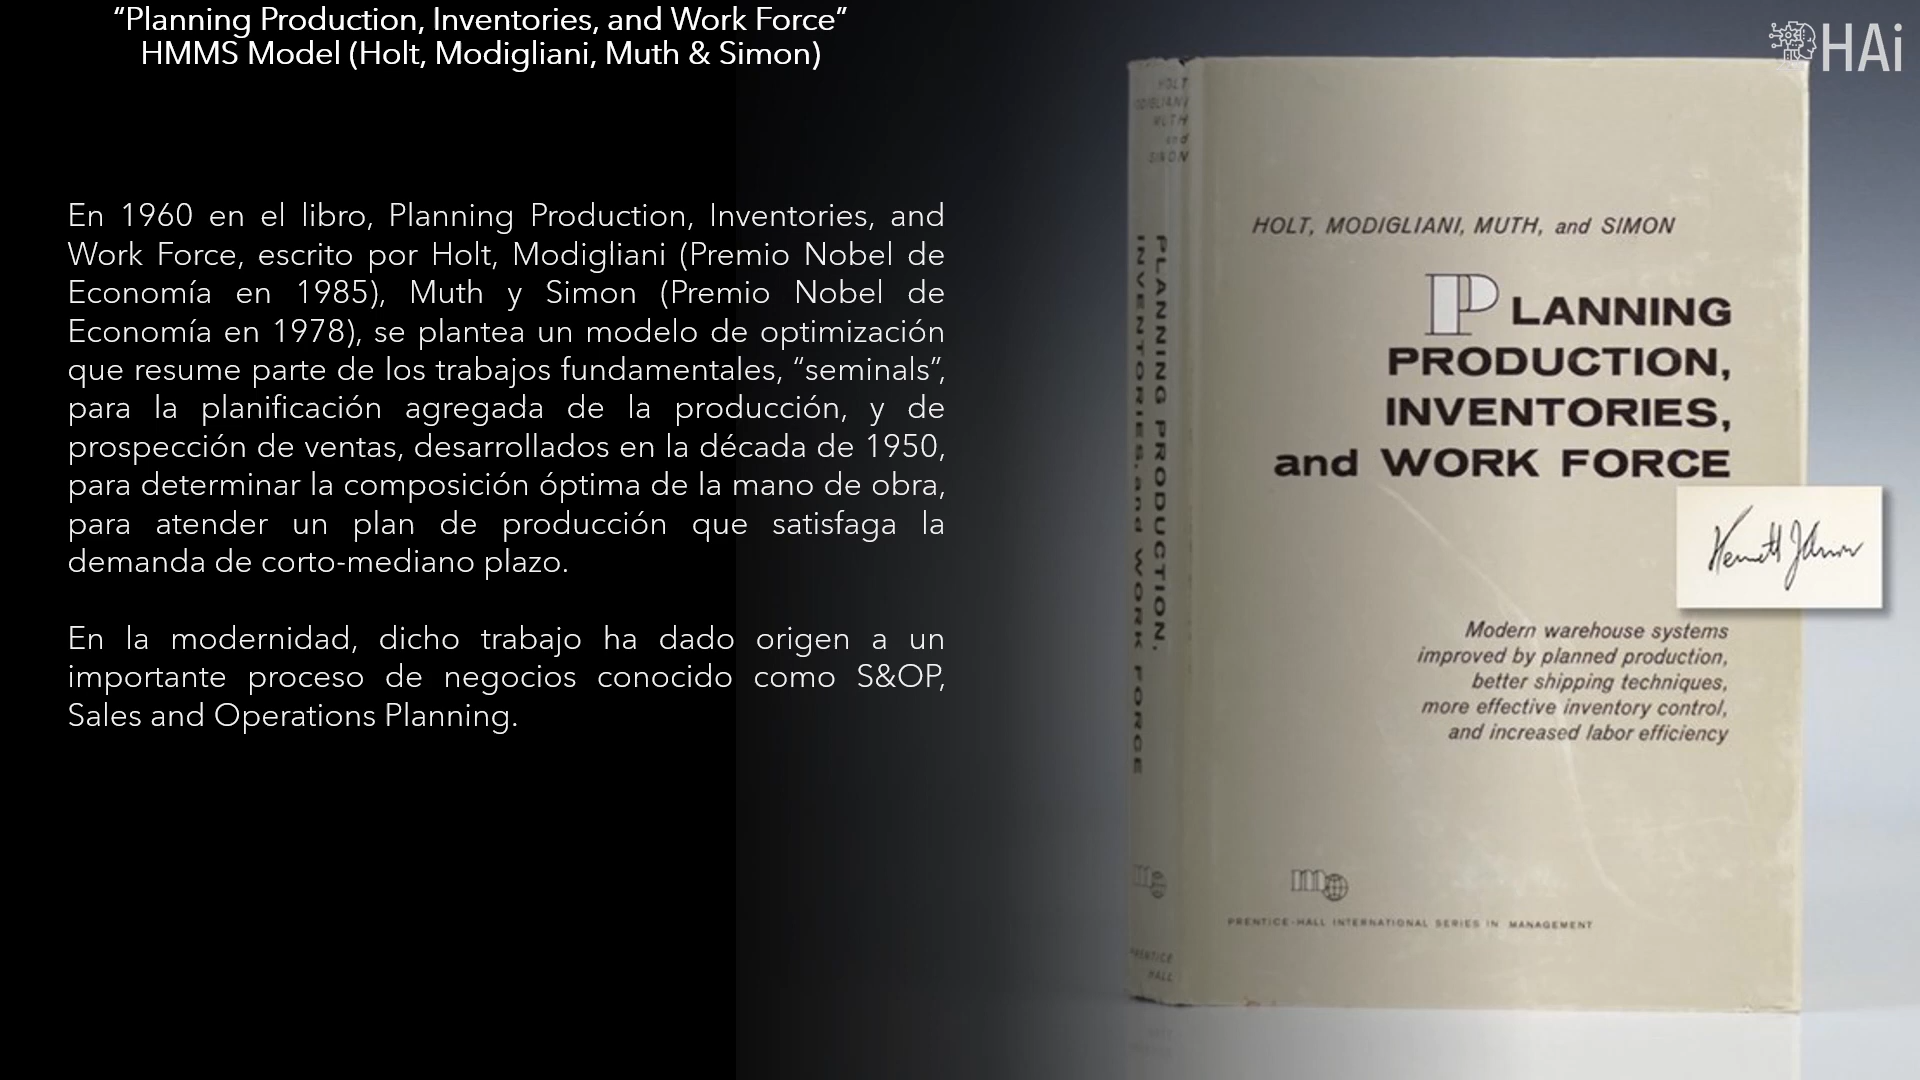 “Planning Production, Inventories, and Work Force”
HMMS Model (Holt, Modigliani, Muth & Simon)
HAi
En 1960 en el libro, Planning Production, Inventories, and
Work Force, escrito por Holt, Modigliani (Premio Nobel de
Economía en 1985), Muth y Simon (Premio Nobel de
Economía en 1978), se plantea un modelo de optimización
que resume parte de los trabajos fundamentales, “seminals”,
para la planificación agregada de la producción, y de
prospección de ventas, desarrollados en la década de 1950,
para determinar la composición óptima de la mano de obra,
para atender un plan de producción que satisfaga la
demanda de corto-mediano plazo.
En la modernidad, dicho trabajo ha dado origen a un
importante proceso de negocios conocido como S&OP,
Sales and Operations Planning.
HOLT
MODIGLIANI
MUTH
and
SIMON
PLANNING PRODUCTION,
INVENTORIES, and WORK FORCE
PRENTICE
HALL
HOLT, MODIGLIANI, MUTH, and SIMON
PLANNING
PRODUCTION,
INVENTORIES,
and WORK FORCE
Modern warehouse systems
improved by planned production,
better shipping techniques,
more effective inventory control,
and increased labor efficiency
PRENTICE-HALL INTERNATIONAL SERIES IN MANAGEMENT